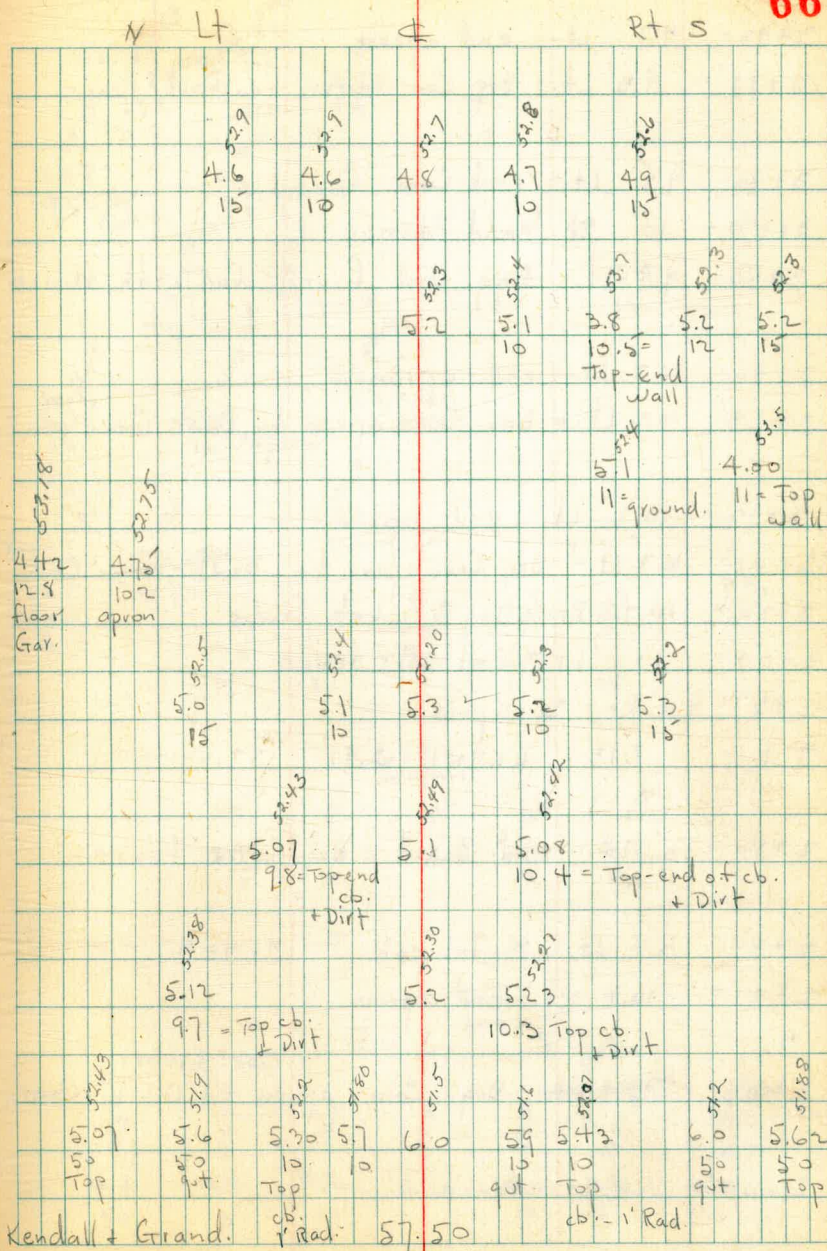 66
N Lt ℄ Rt. S
52.9 52.9 52.7 52.8 52.6
4.6 4.6 4.8 4.7 4.9
15 10 10 15
52.3 52.4 53.7 52.3 52.3
5.2 5.1 3.8 5.2 5.2
10 10.5= 12 15
Top-end
wall
52.4 53.5
5.1 4.00
11 = ground. 11 = Top
wall
53.18 52.75
4.42 4.75
12.8 10.2
floor apron
Gar.
52.5 52.4 52.20 52.3 52.2
5.0 5.1 5.3 5.2 5.3
15 10 10 15
52.43 52.49 52.42
5.07 5.1 5.08
9.8=Top-end 10.4 = Top-end of cb.
cb. + Dirt
+ Dirt
52.38 52.30 52.27
5.12 5.2 5.23
9.7 = Top cb. 10.3 Top cb.
+ Dirt + Dirt
52.43 51.9 52.2 51.80 51.5 51.6 52.07 51.2 51.88
5.07 5.6 5.30 5.7 6.0 5.9 5.43 6.0 5.62
50 50 10 10 10 10 50 50
Top gut Top gut Top gut Top
cb. cb.-1' Rad.
Kendall + Grand. 1' Rad. 57.50